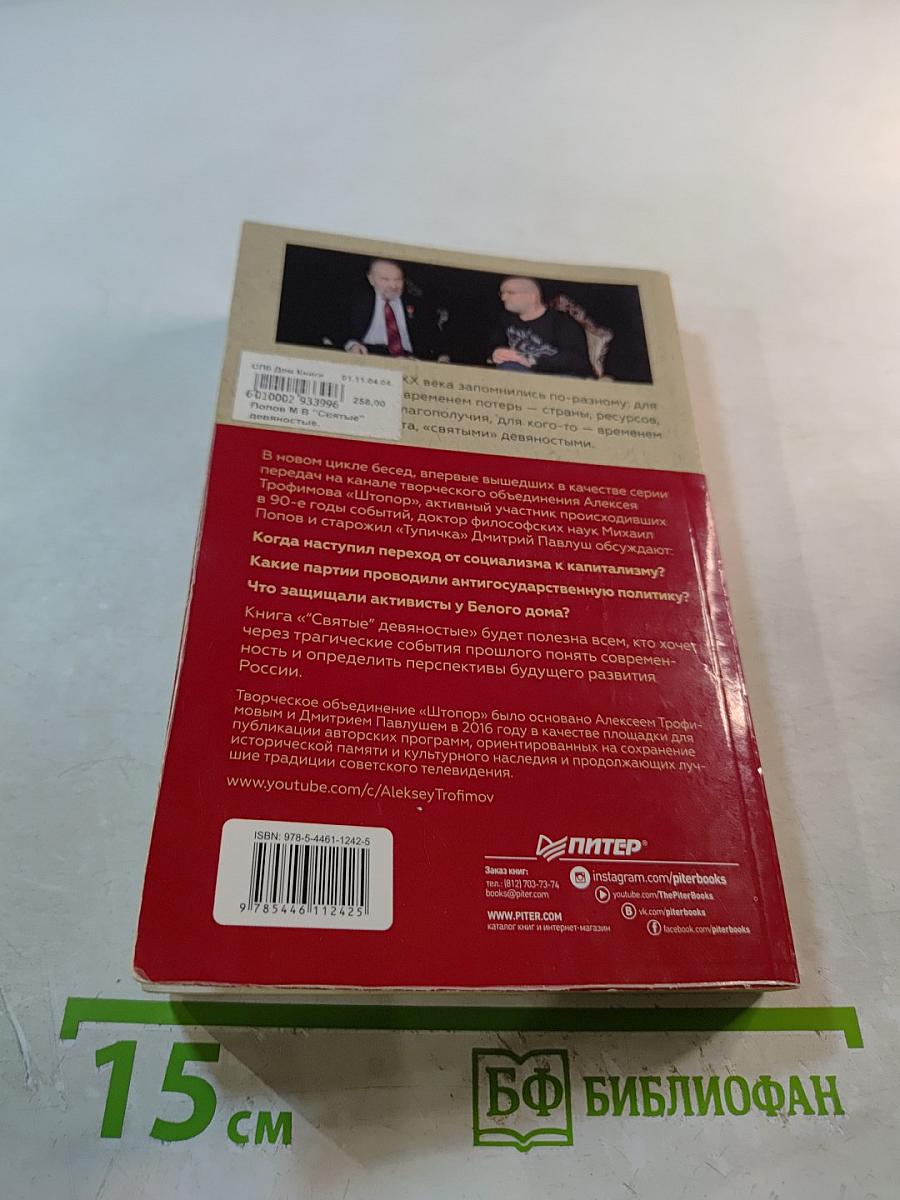 СПб Дом Книги 01.11.04.04.
6010002 933996 258,00
Попов М.В "Святые"
девяностые.
XX века запомнились по-разному: для
временем потерь — страны, ресурсов,
лагополучия, для кого-то — временем
та, «святыми» девяностыми.
В новом цикле бесед, впервые вышедших в качестве серии
передач на канале творческого объединения Алексея
Трофимова «Штопор», активный участник происходивших
в 90-е годы событий, доктор философских наук Михаил
Попов и старожил «Тупичка» Дмитрий Павлуш обсуждают:
Когда наступил переход от социализма к капитализму?
Какие партии проводили антигосударственную политику?
Что защищали активисты у Белого дома?
Книга «“Святые” девяностые» будет полезна всем, кто хочет
через трагические события прошлого понять современ-
ность и определить перспективы будущего развития
России.
Творческое объединение «Штопор» было основано Алексеем Трофи-
мовым и Дмитрием Павлушем в 2016 году в качестве площадки для
публикации авторских программ, ориентированных на сохранение
исторической памяти и культурного наследия и продолжающих луч-
шие традиции советского телевидения.
www.youtube.com/c/AlekseyTrofimov
ISBN: 978-5-4461-1242-5
9 785446 112425
ПИТЕР®
Заказ книг:
тел.: (812) 703-73-74
books@piter.com
WWW.PITER.COM
каталог книг и интернет-магазин
instagram.com/piterbooks
youtube.com/ThePiterBooks
vk.com/piterbooks
facebook.com/piterbooks
15 см
БФ БИБЛИОФАН